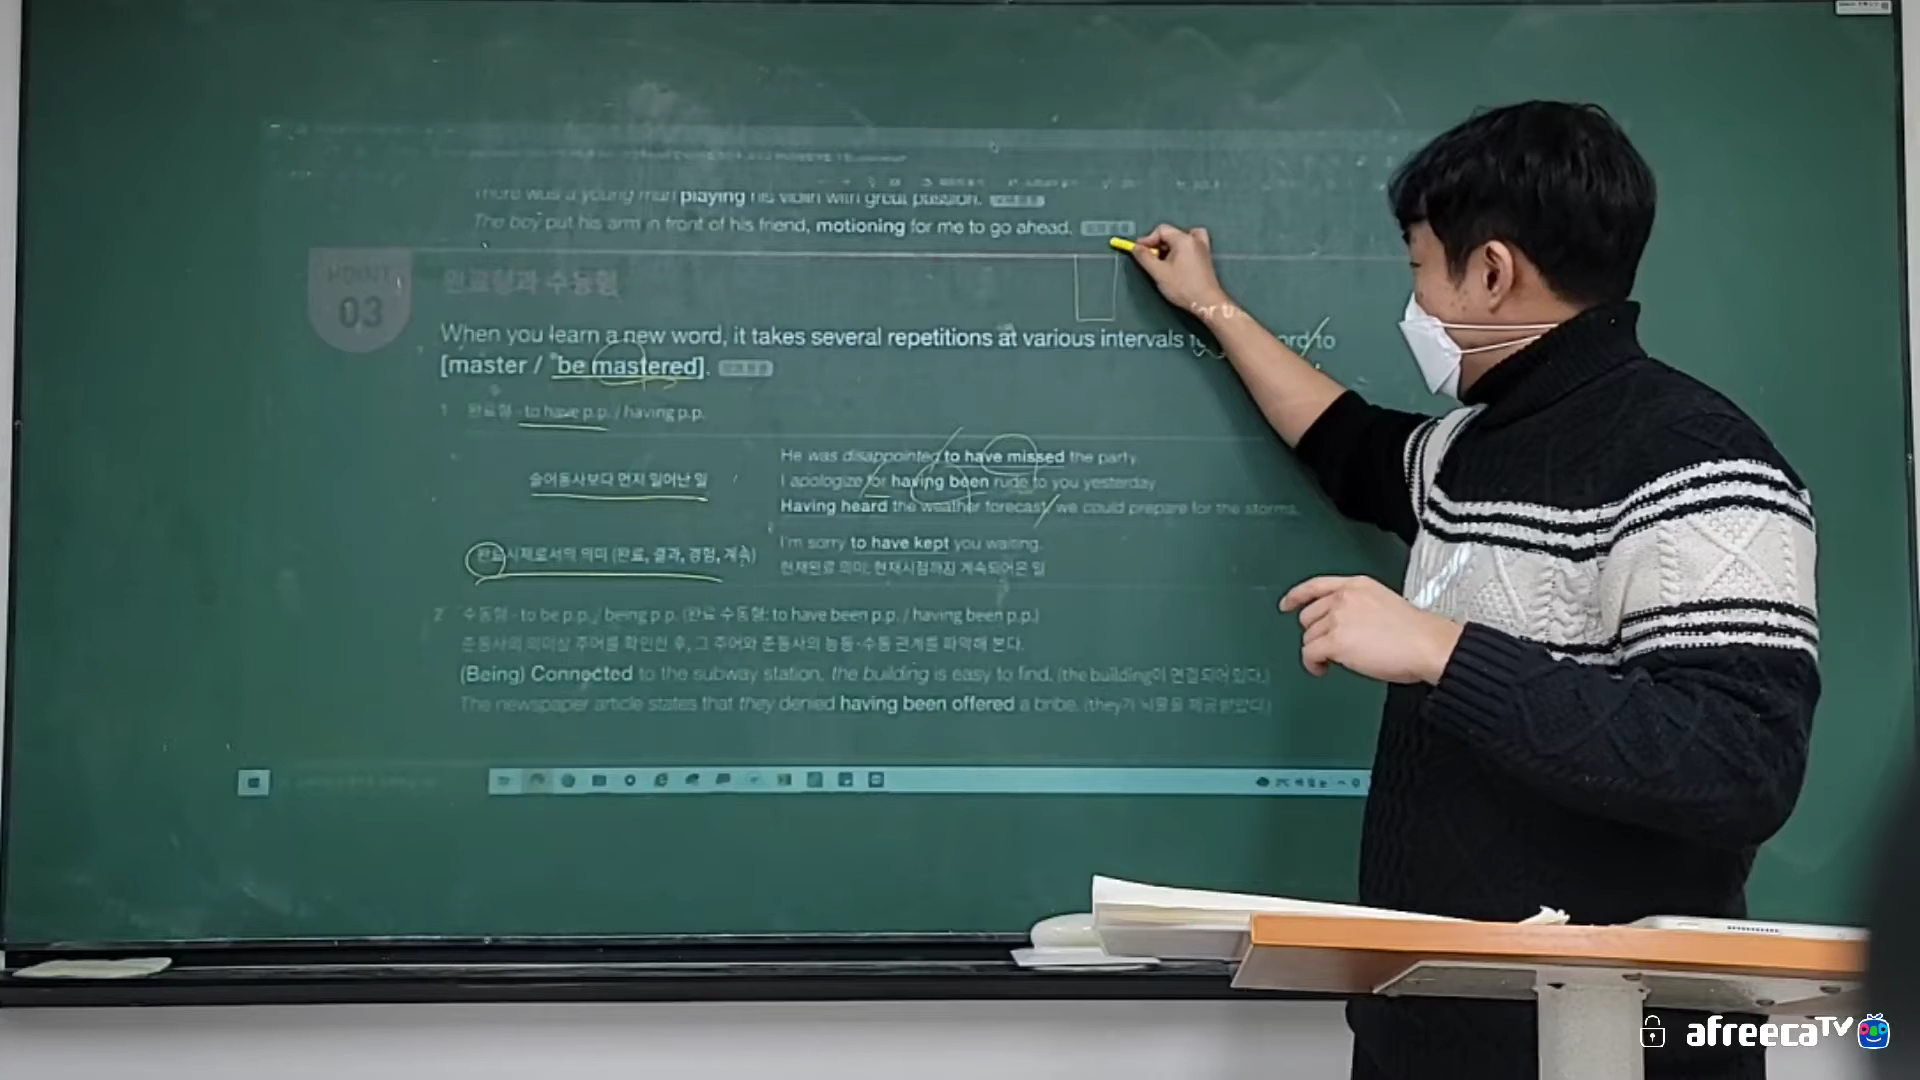 There was a young man playing his violin with great passion.
The boy put his arm in front of his friend, motioning for me to go ahead.
POINT
03
완료형과 수동형
When you learn a new word, it takes several repetitions at various intervals for to
[master / be mastered].
1 완료형 - to have p.p. / having p.p.
He was disappointed to have missed the party.
술어동사보다 먼저 일어난 일
I apologize for having been rude to you yesterday.
Having heard the weather forecast, we could prepare for the storms.
완료시제로서의 의미 (완료, 결과, 경험, 계속)
I'm sorry to have kept you waiting.
현재완료 의미: 현재시점까지 계속되어온 일
2 수동형 - to be p.p. / being p.p. (완료 수동형: to have been p.p. / having been p.p.)
준동사의 의미상 주어를 확인한 후, 그 주어와 준동사의 능동·수동 관계를 파악해 본다.
(Being) Connected to the subway station, the building is easy to find. (the building이 연결되어 있다.)
The newspaper article states that they denied having been offered a bribe. (they가 뇌물을 제공받았다.)
afreecaTV